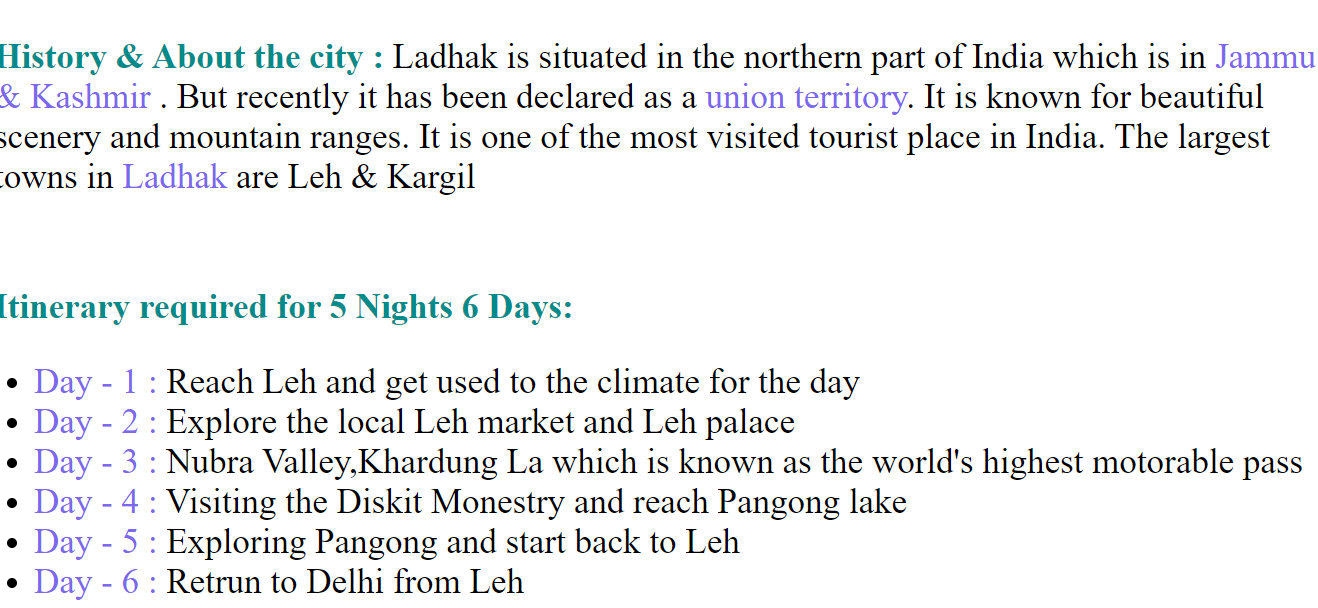 History & About the city : Ladhak is situated in the northern part of India which is in Jammu
& Kashmir . But recently it has been declared as a union territory. It is known for beautiful
scenery and mountain ranges. It is one of the most visited tourist place in India. The largest
towns in Ladhak are Leh & Kargil
Itinerary required for 5 Nights 6 Days:
• Day - 1 : Reach Leh and get used to the climate for the day
• Day - 2 : Explore the local Leh market and Leh palace
• Day - 3 : Nubra Valley,Khardung La which is known as the world's highest motorable pass
• Day - 4 : Visiting the Diskit Monestry and reach Pangong lake
• Day - 5 : Exploring Pangong and start back to Leh
• Day - 6 : Retrun to Delhi from Leh